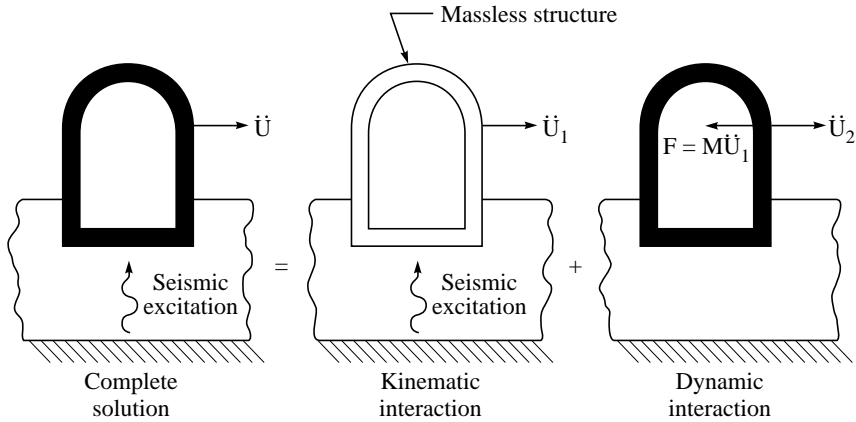 Massless structure
Ü
Ü1
F = MÜ1
Ü2
Seismic
excitation
=
Seismic
excitation
+
Complete
solution
Kinematic
interaction
Dynamic
interaction